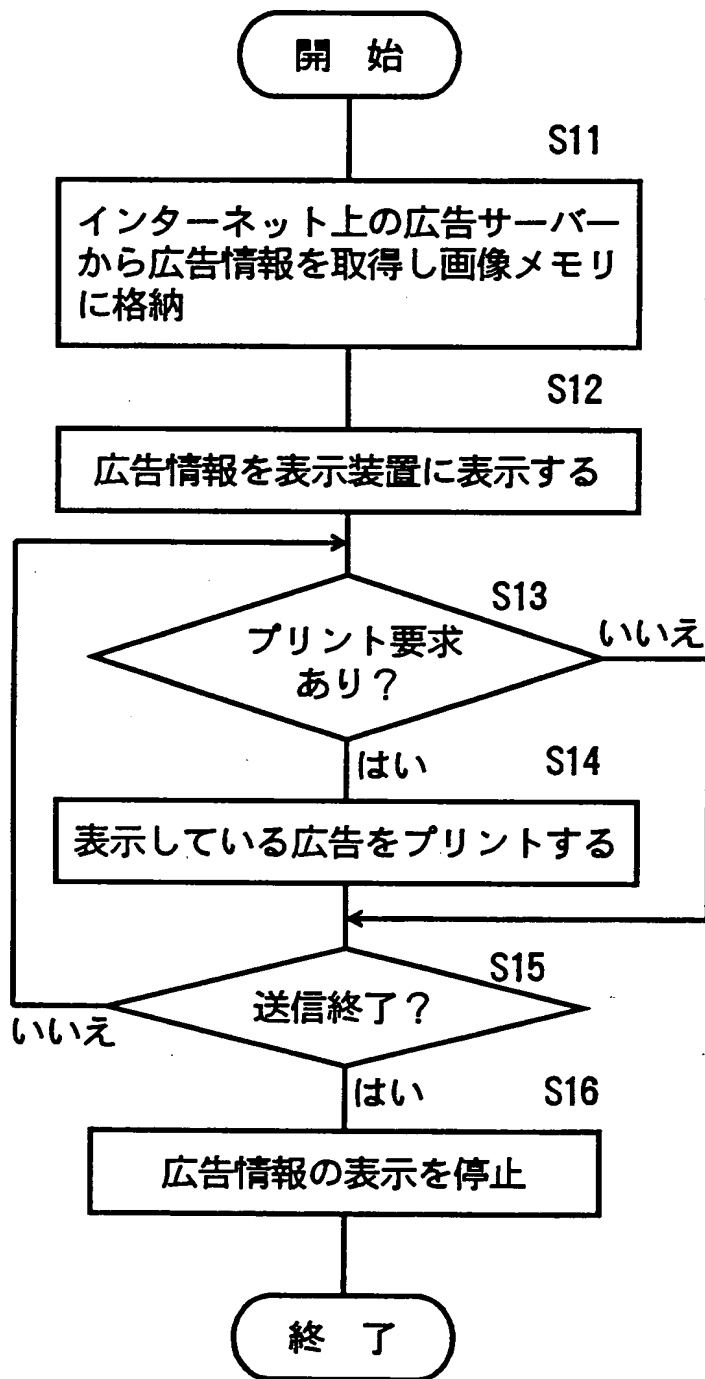 開 始
S11
インターネット上の広告サーバー
から広告情報を取得し画像メモリ
に格納
S12
広告情報を表示装置に表示する
S13
プリント要求
あり？
いいえ
はい
S14
表示している広告をプリントする
S15
送信終了？
いいえ
はい
S16
広告情報の表示を停止
終 了